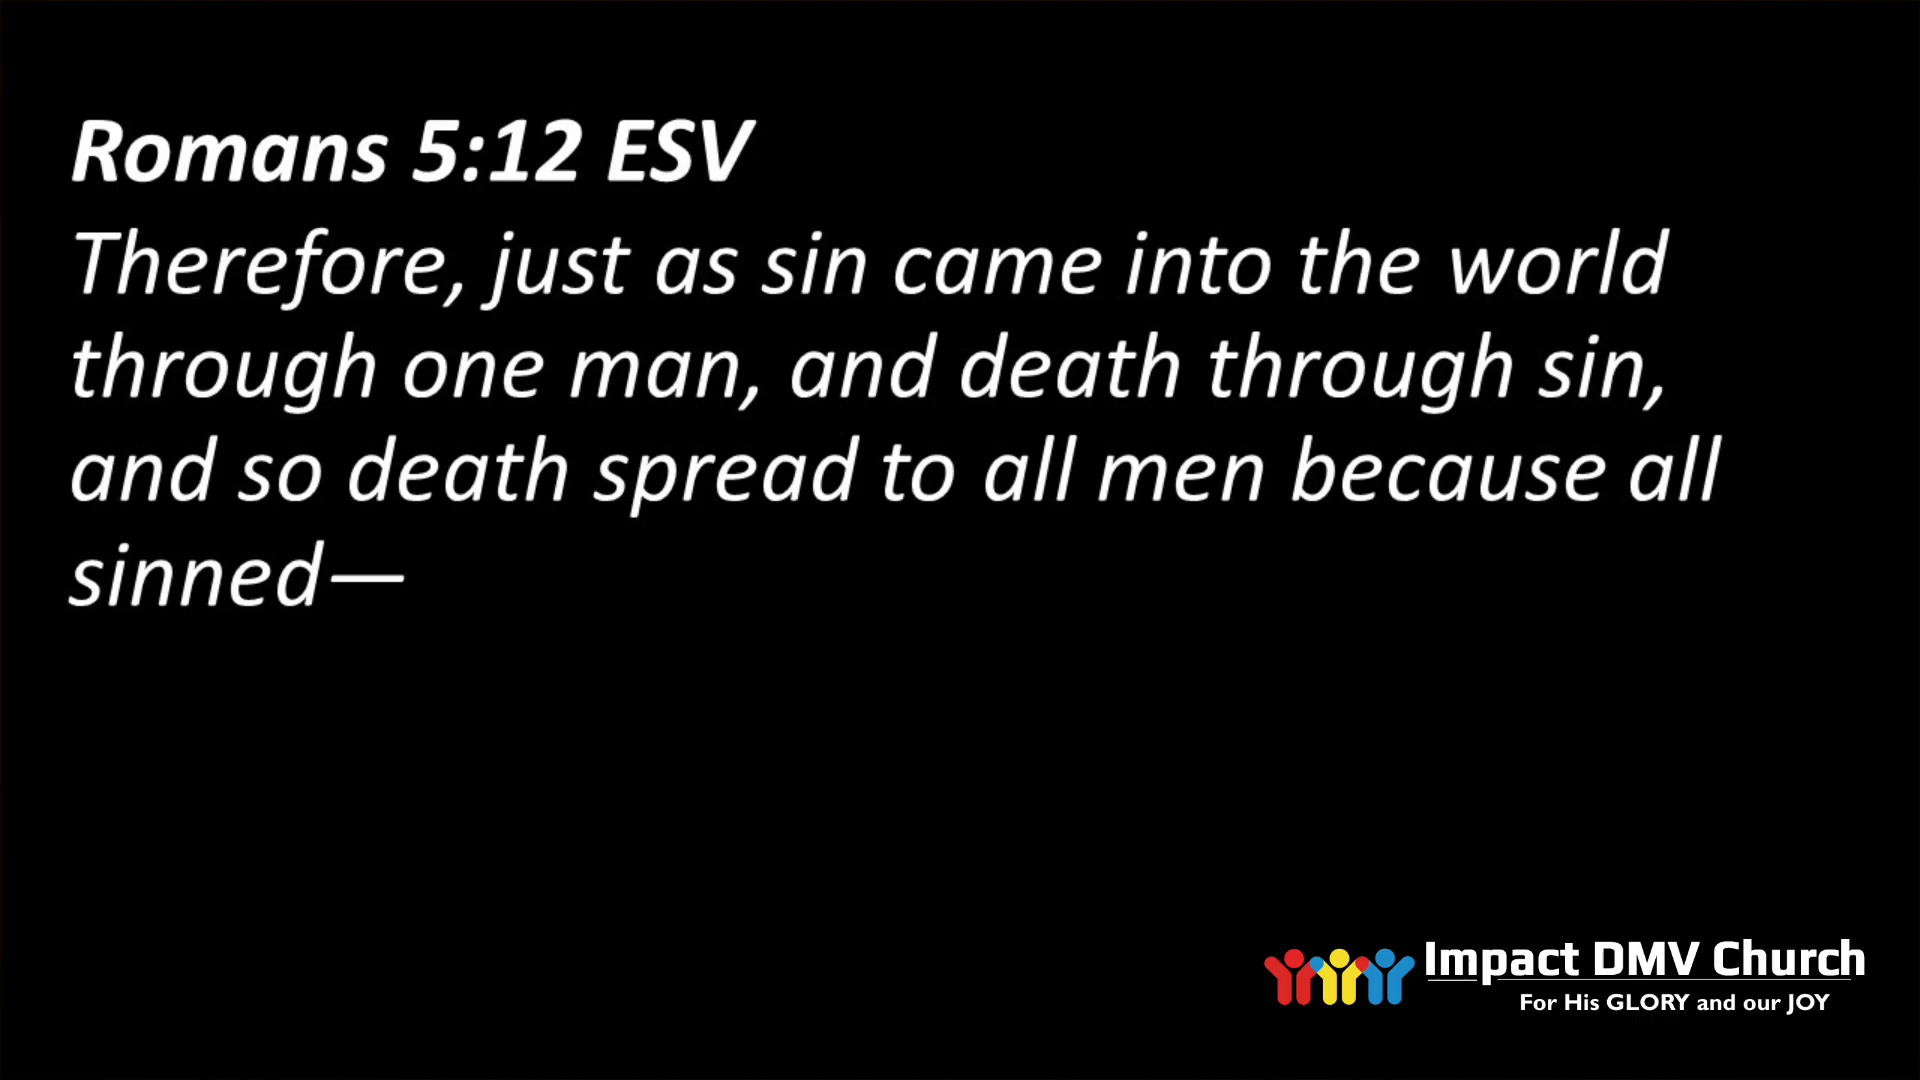 Romans 5:12 ESV
Therefore, just as sin came into the world
through one man, and death through sin,
and so death spread to all men because all
sinned—
Impact DMV Church
For His GLORY and our JOY